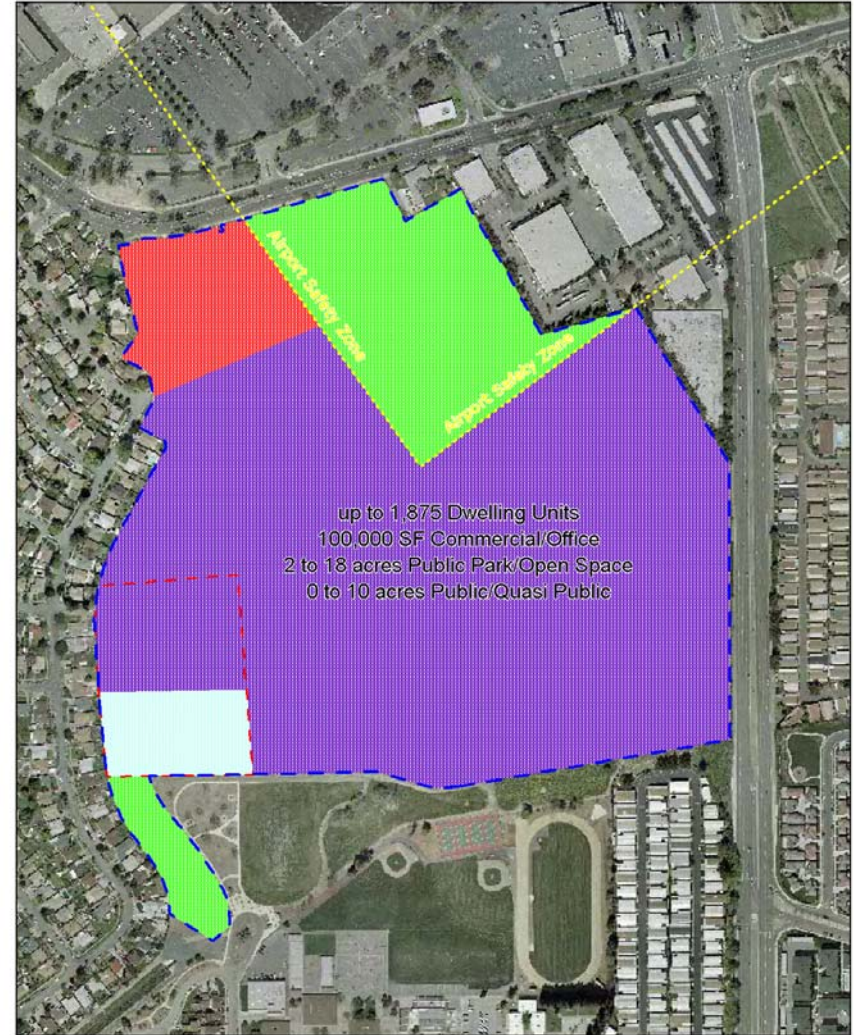 Airport Safety Zone
Airport Safety Zone
up to 1,875 Dwelling Units
100,000 SF Commercial/Office
2 to 18 acres Public Park/Open Space
0 to 10 acres Public/Quasi Public